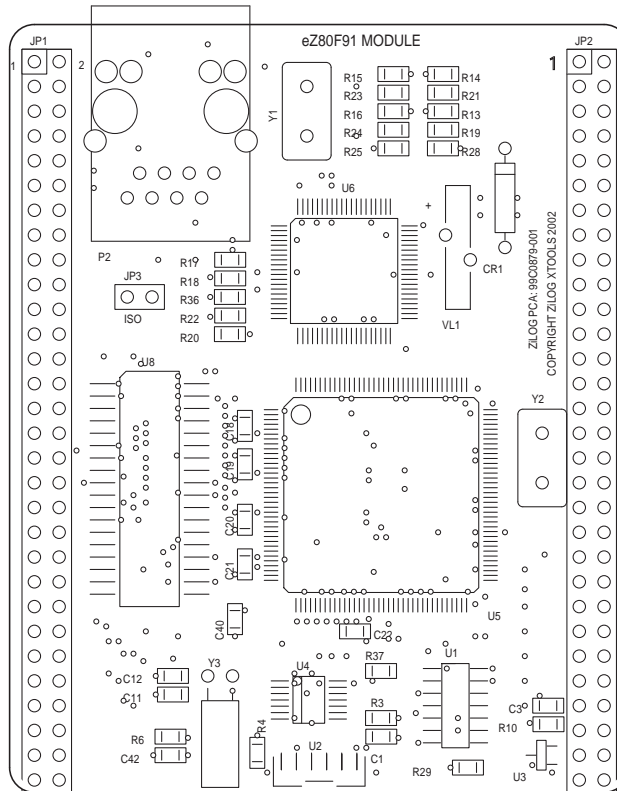 eZ80F91 MODULE
JP1
JP2
1
2
1
R15
R14
R23
R21
Y1
R16
R13
R24
R19
R25
R28
U6
+
P2
R17
CR1
JP3
R18
R36
ISO
R22
VL1
R20
ZiLOG PCA: 99C0879-001
COPYRIGHT ZiLOG XTOOLS 2002
U8
Y2
C18
C19
C20
C21
C40
U5
C22
Y3
U4
R37
U1
C12
C11
R3
C3
R4
R10
R6
U2
C42
C1
R29
U3